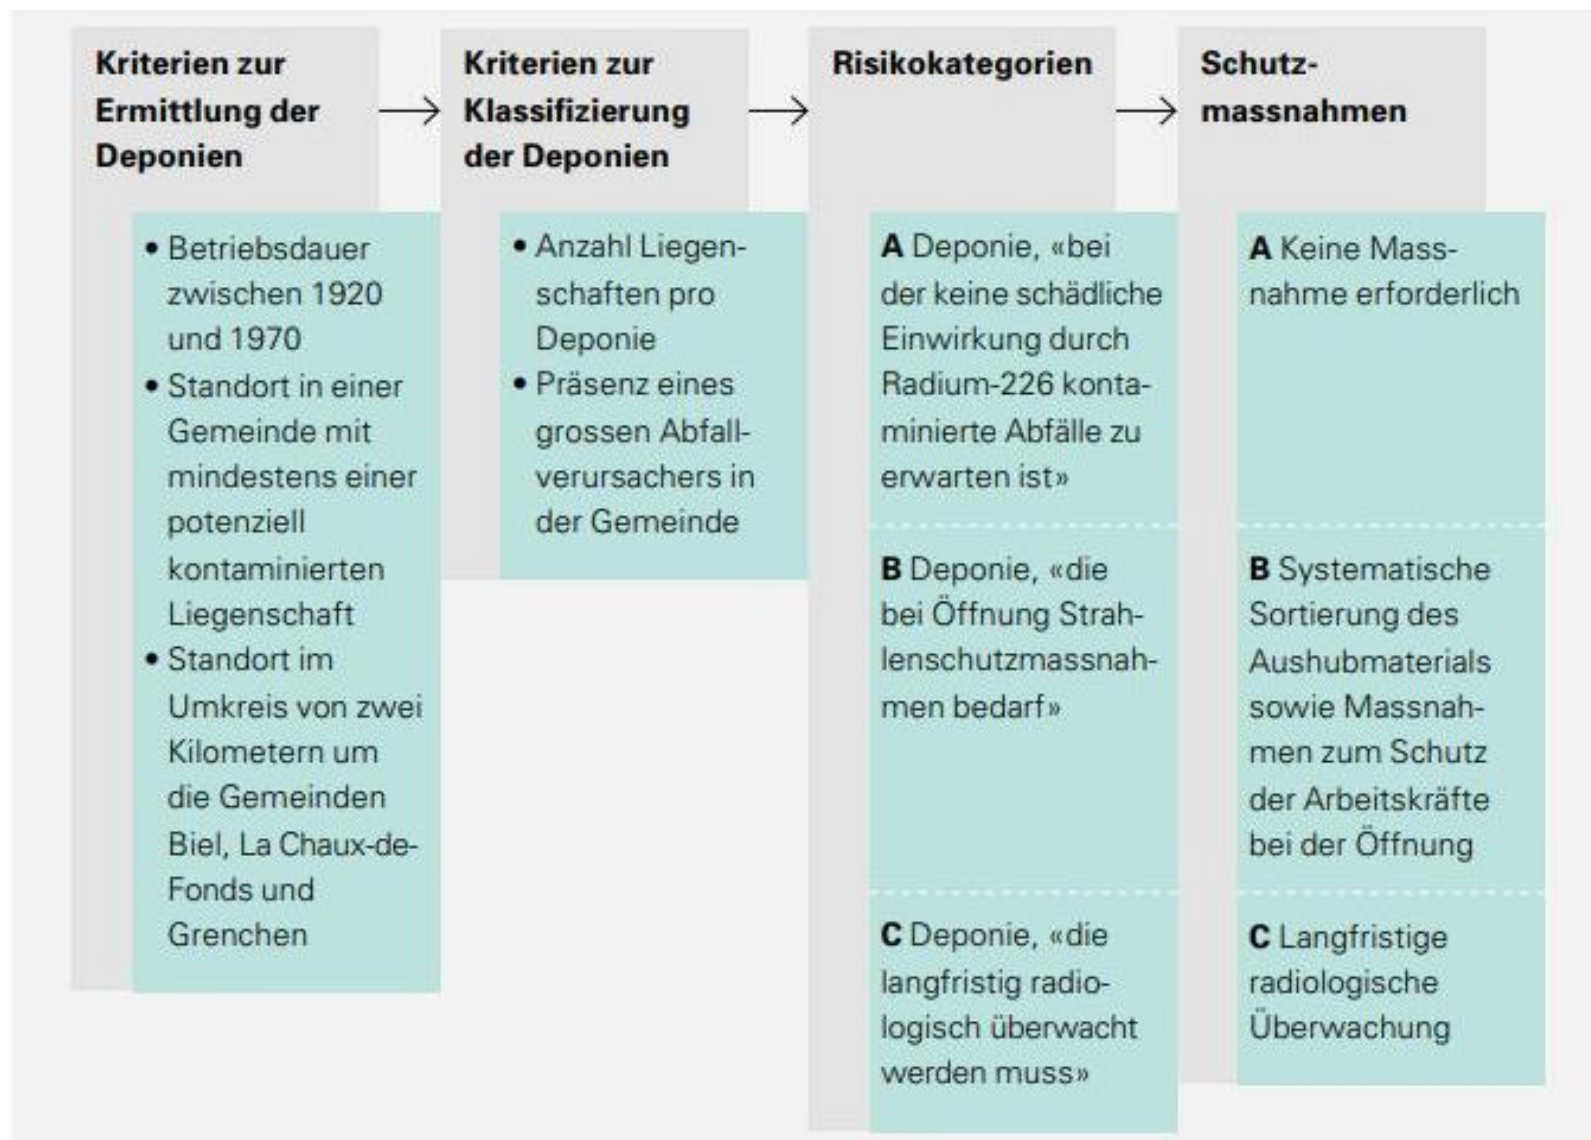 Kriterien zur
Ermittlung der
Deponien
• Betriebsdauer
zwischen 1920
und 1970
• Standort in einer
Gemeinde mit
mindestens einer
potenziell
kontaminierten
Liegenschaft
• Standort im
Umkreis von zwei
Kilometern um
die Gemeinden
Biel, La Chaux-de-
Fonds und
Grenchen
Kriterien zur
Klassifizierung
der Deponien
• Anzahl Liegen-
schaften pro
Deponie
• Präsenz eines
grossen Abfall-
verursachers in
der Gemeinde
Risikokategorien
A Deponie, «bei
der keine schädliche
Einwirkung durch
Radium-226 konta-
minierte Abfälle zu
erwarten ist»
B Deponie, «die
bei Öffnung Strah-
lenschutzmassnah-
men bedarf»
C Deponie, «die
langfristig radio-
logisch überwacht
werden muss»
Schutz-
massnahmen
A Keine Mass-
nahme erforderlich
B Systematische
Sortierung des
Aushubmaterials
sowie Massnah-
men zum Schutz
der Arbeitskräfte
bei der Öffnung
C Langfristige
radiologische
Überwachung